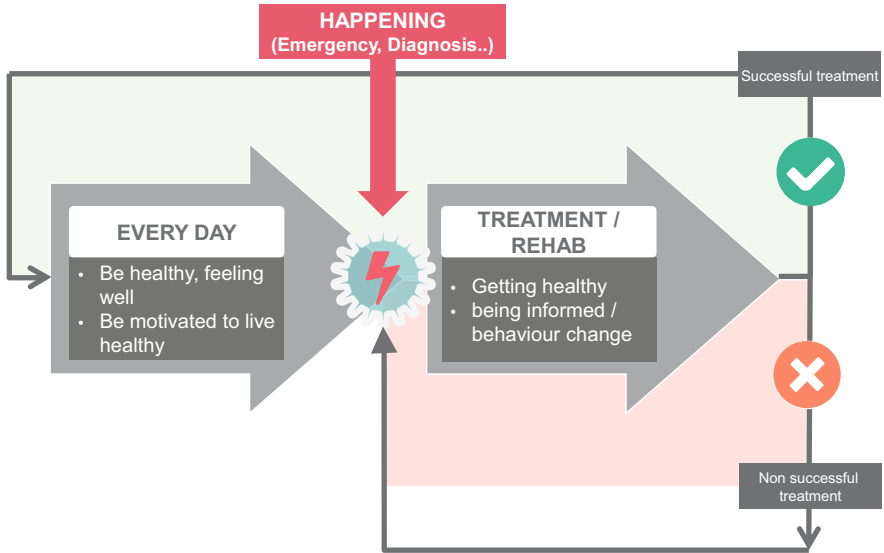 HAPPENING
(Emergency, Diagnosis..)
Successful treatment
EVERY DAY
• Be healthy, feeling
well
• Be motivated to live
healthy
TREATMENT /
REHAB
• Getting healthy
• being informed /
behaviour change
Non successful
treatment